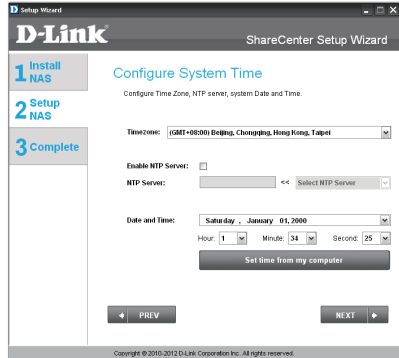 Setup Wizard
D-Link
ShareCenter Setup Wizard
1 Install NAS
2 Setup NAS
3 Complete
Configure System Time
Configure Time Zone, NTP server, system Date and Time.
Timezone: (GMT+08:00) Beijing, Chongqing, Hong Kong, Taipei
Enable NTP Server:
NTP Server: << Select NTP Server
Date and Time: Saturday , January 01, 2000
Hour: 1 Minute: 34 Second: 25
Set time from my computer
PREV
NEXT
Copyright © 2010-2012 D-Link Corporation Inc. All rights reserved.